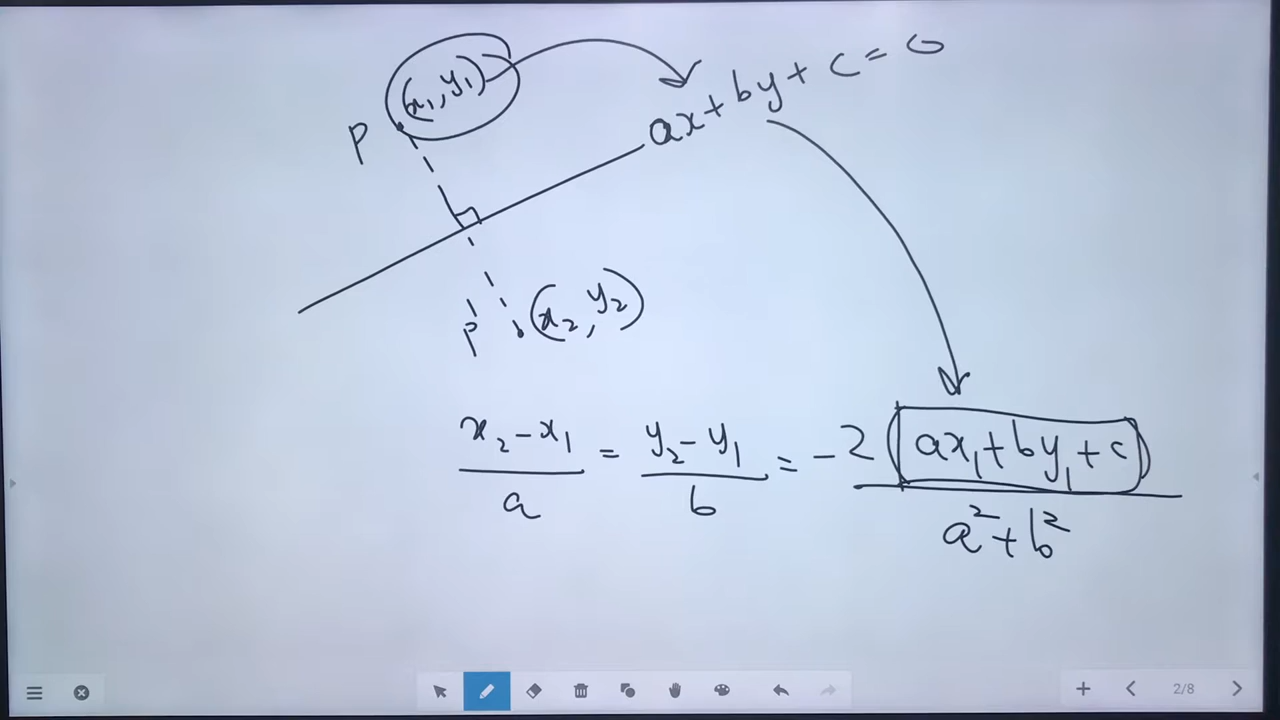 (x₁, y₁)
ax + by + c = 0
P
P' (x₂, y₂)
(x₂ - x₁)/a = (y₂ - y₁)/b = -2(ax₁ + by₁ + c)/(a² + b²)
2/8